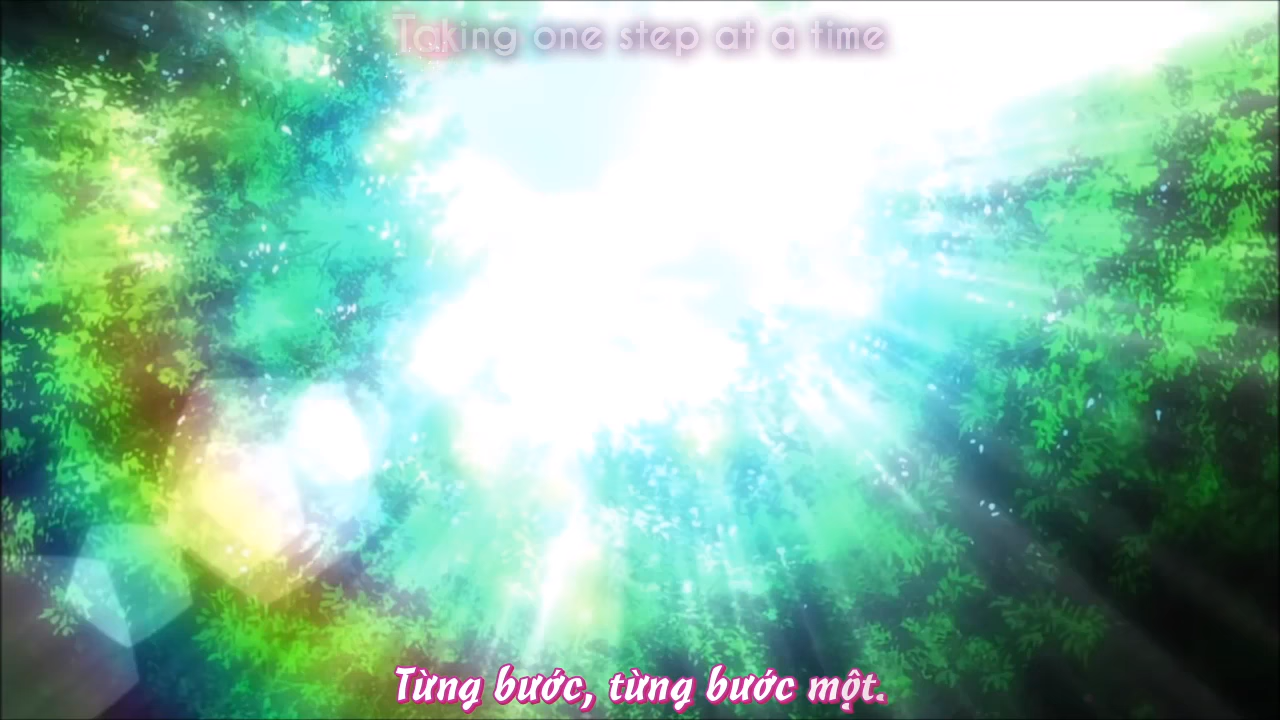 Taking one step at a time
Từng bước, từng bước một.